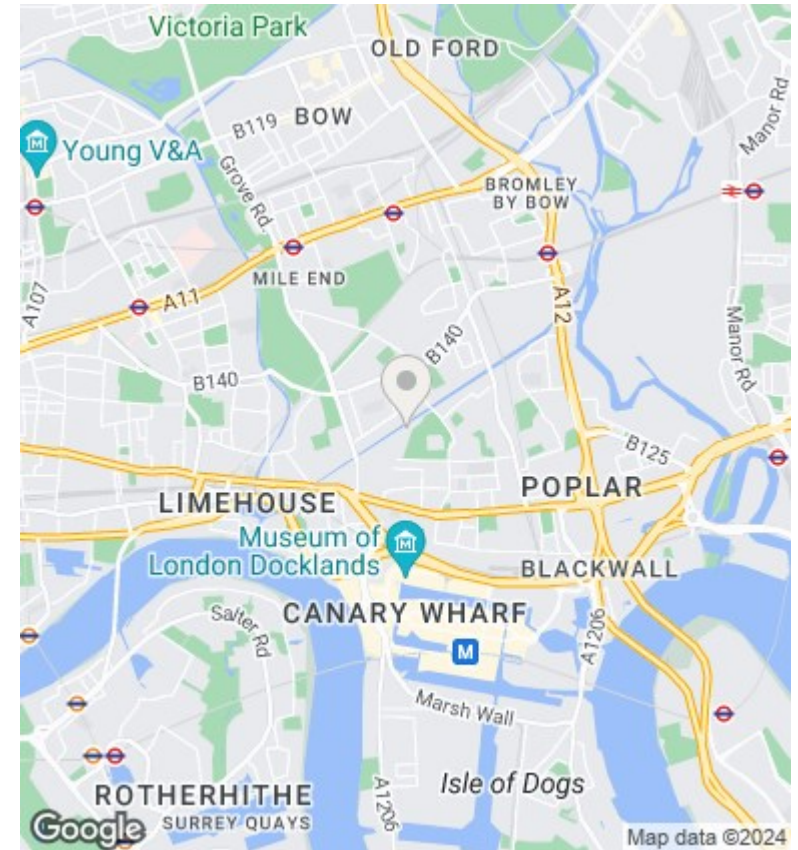 Victoria Park
OLD FORD
BOW
B119
Manor Rd
Young V&A
Grove Rd.
BROMLEY
BY BOW
MILE END
A107
A11
A12
B140
Manor Rd
B140
B125
LIMEHOUSE
POPLAR
Museum of
London Docklands
BLACKWALL
CANARY WHARF
Salter Rd
A1206
M
Marsh Wall
A1206
Isle of Dogs
ROTHERHITHE
SURREY QUAYS
Google
Map data ©2024